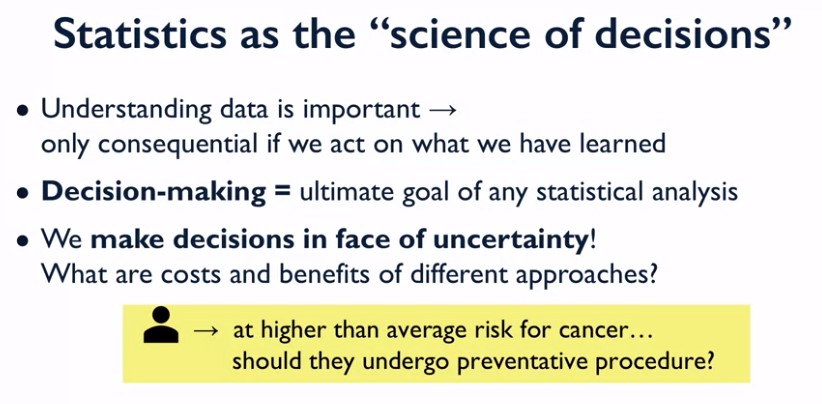 Statistics as the “science of decisions”
• Understanding data is important →
only consequential if we act on what we have learned
• Decision-making = ultimate goal of any statistical analysis
• We make decisions in face of uncertainty!
What are costs and benefits of different approaches?
→ at higher than average risk for cancer...
should they undergo preventative procedure?